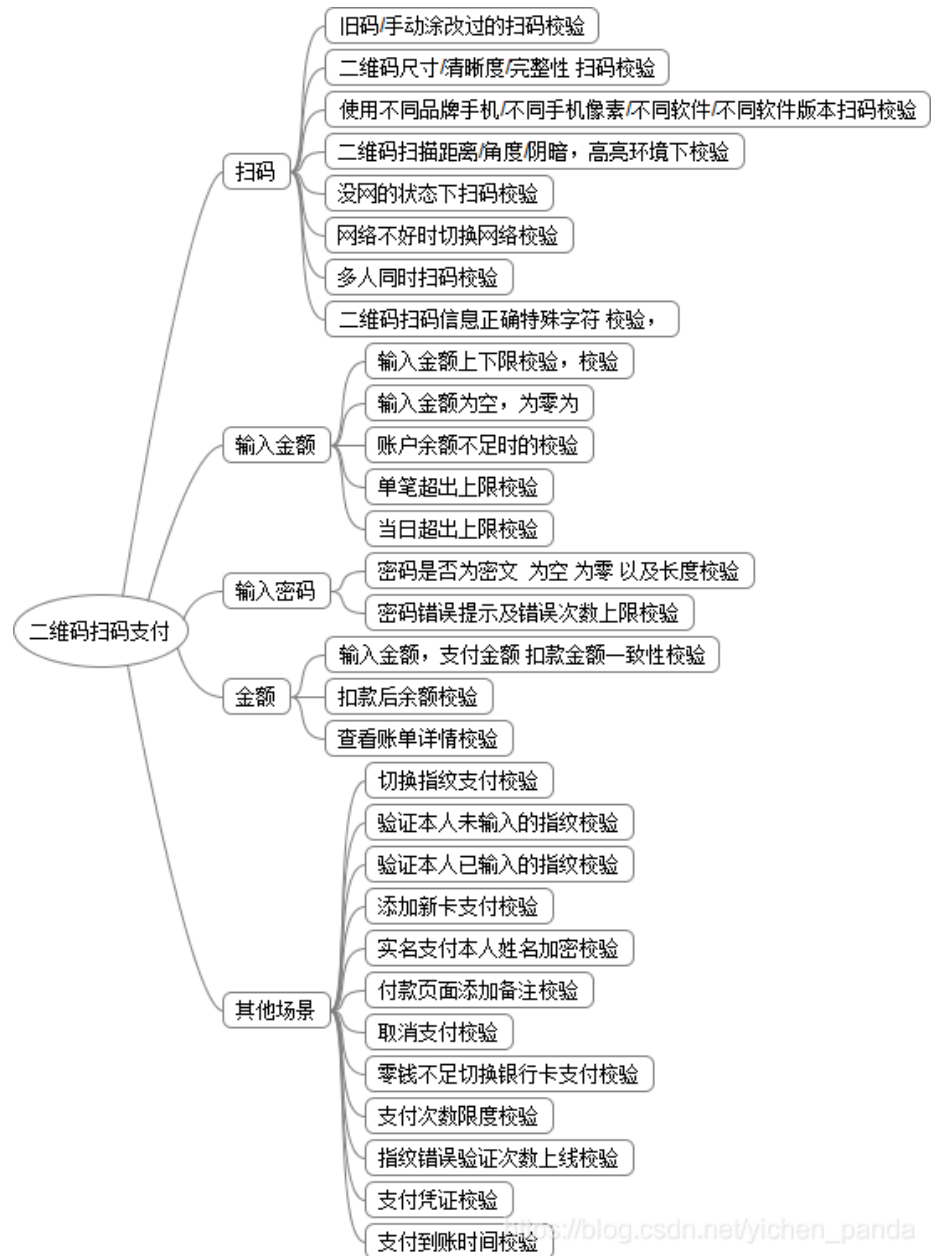 旧码/手动涂改过的扫码校验
二维码尺寸/清晰度/完整性 扫码校验
使用不同品牌手机/不同手机像素/不同软件/不同软件版本扫码校验
二维码扫描距离/角度/阴暗，高亮环境下校验
扫码
没网的状态下扫码校验
网络不好时切换网络校验
多人同时扫码校验
二维码扫码信息正确特殊字符 校验，
输入金额上下限校验，校验
输入金额为空，为零为
输入金额
账户余额不足时的校验
单笔超出上限校验
当日超出上限校验
密码是否为密文 为空 为零 以及长度校验
输入密码
密码错误提示及错误次数上限校验
二维码扫码支付
输入金额，支付金额 扣款金额一致性校验
金额
扣款后余额校验
查看账单详情校验
切换指纹支付校验
验证本人未输入的指纹校验
验证本人已输入的指纹校验
添加新卡支付校验
实名支付本人姓名加密校验
付款页面添加备注校验
其他场景
取消支付校验
零钱不足切换银行卡支付校验
支付次数限度校验
指纹错误验证次数上线校验
支付凭证校验
支付到账时间校验
https://blog.csdn.net/yichen_panda